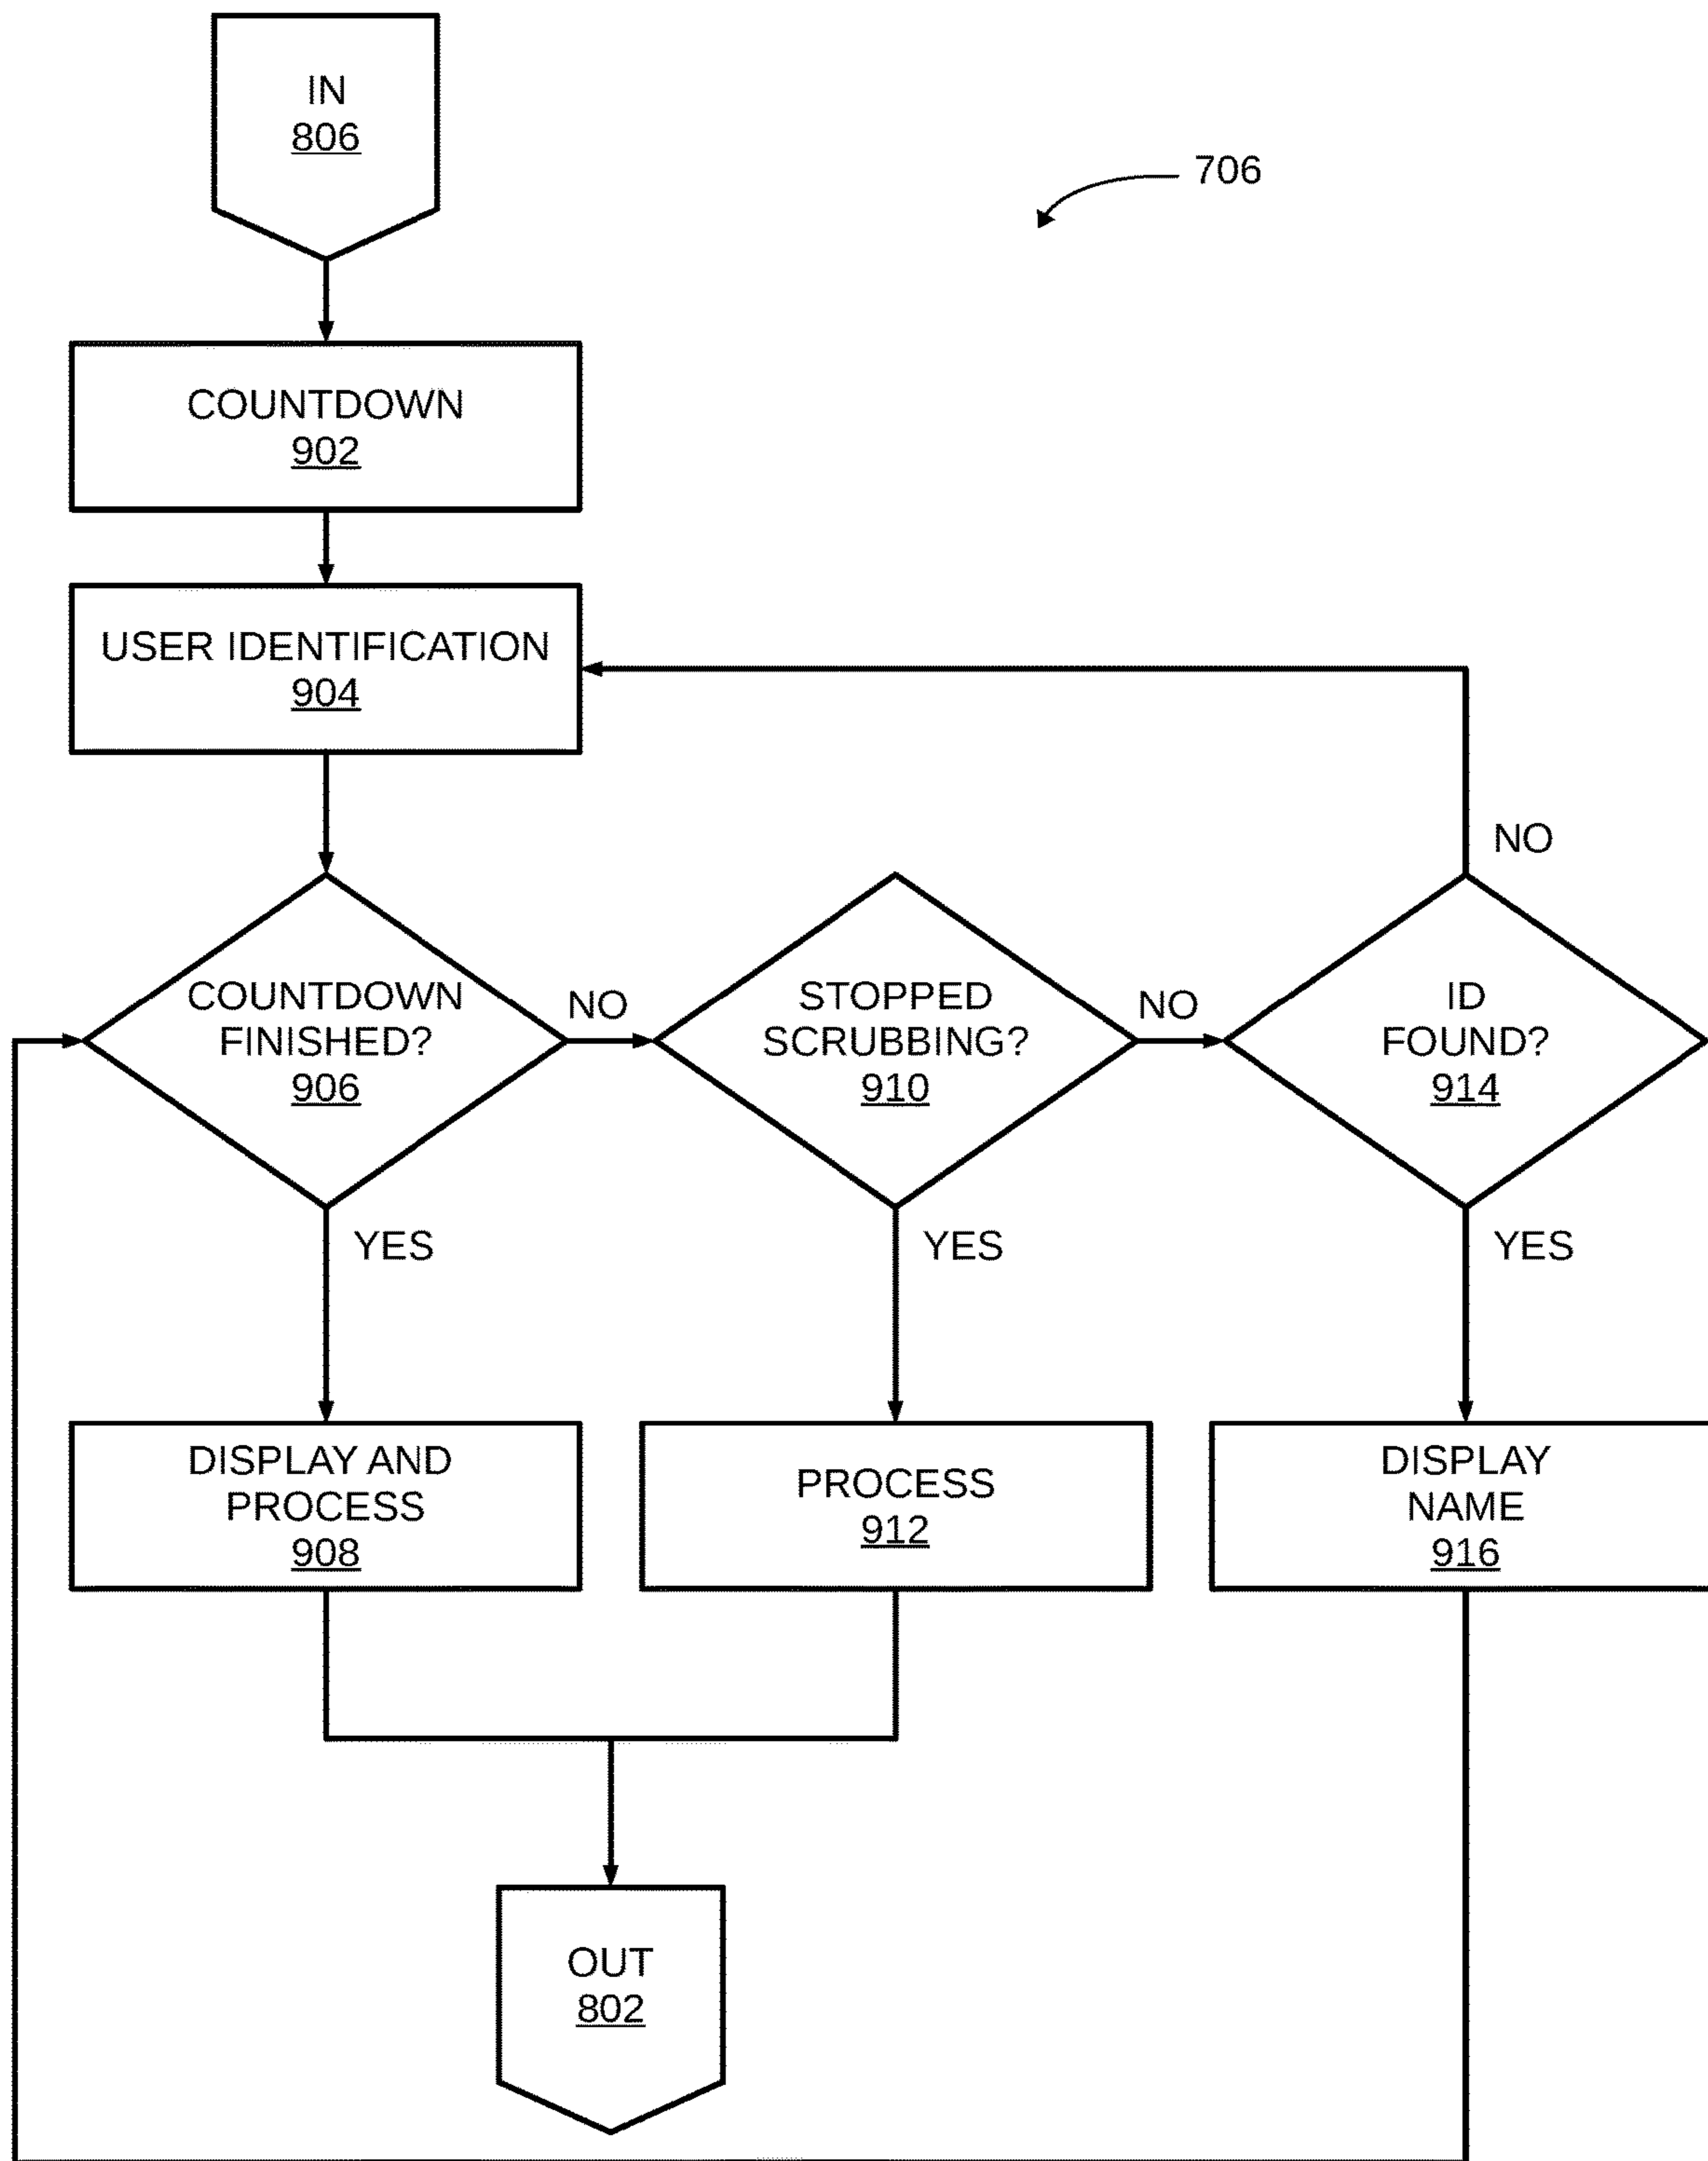 IN
806
706
COUNTDOWN
902
USER IDENTIFICATION
904
NO
COUNTDOWN
FINISHED?
906
NO
STOPPED
SCRUBBING?
910
NO
ID
FOUND?
914
YES
YES
YES
DISPLAY AND
PROCESS
908
PROCESS
912
DISPLAY
NAME
916
OUT
802